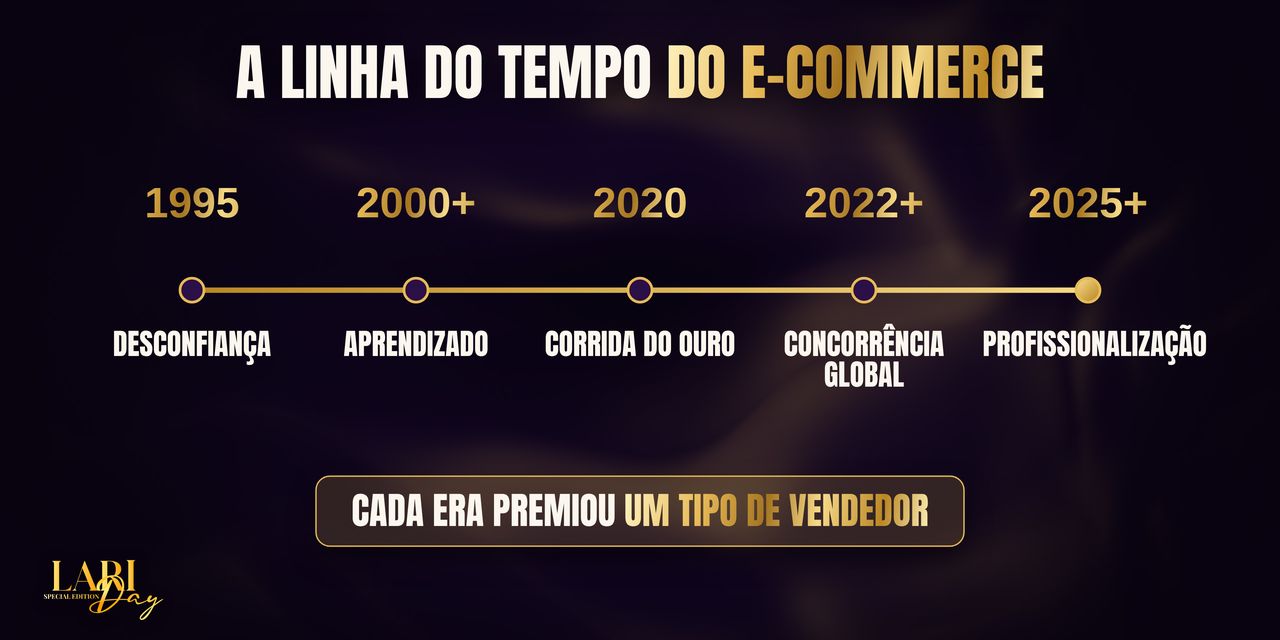 A LINHA DO TEMPO DO E-COMMERCE
1995
2000+
2020
2022+
2025+
DESCONFIANÇA
APRENDIZADO
CORRIDA DO OURO
CONCORRÊNCIA
GLOBAL
PROFISSIONALIZAÇÃO
CADA ERA PREMIOU UM TIPO DE VENDEDOR
LABI
SPECIAL EDITION
Day